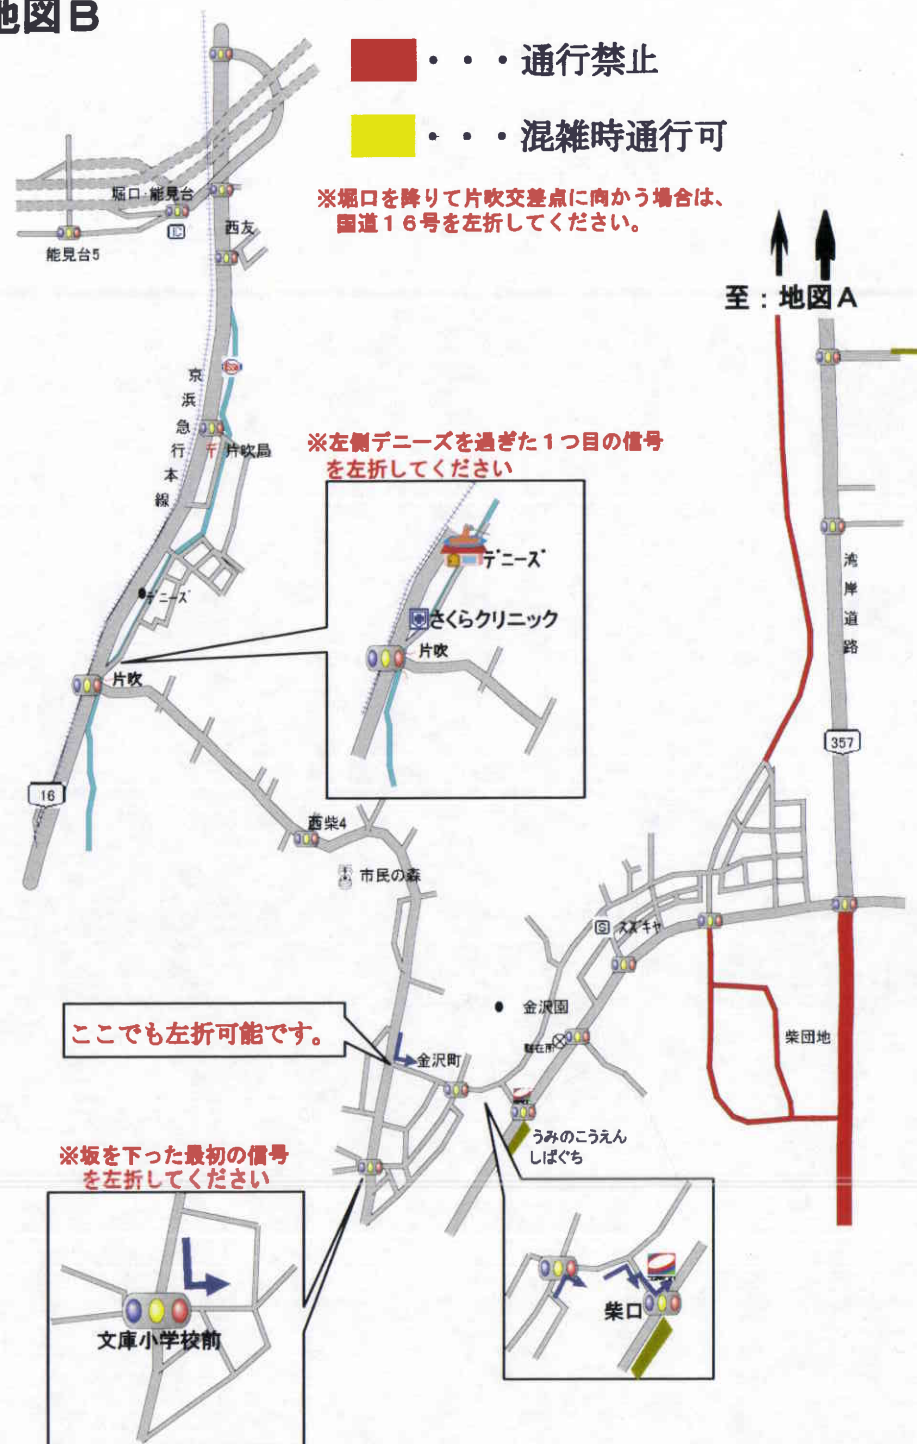 地図B
・・・通行禁止
・・・混雑時通行可
※堀口を降りて片吹交差点に向かう場合は、
国道16号を左折してください。
堀口・能見台
西友
能見台5
至：地図A
京浜急行本線
片吹局
※左側デニーズを過ぎた1つ目の信号
を左折してください
デニーズ
さくらクリニック
片吹
湾岸道路
デニーズ
片吹
357
16
西柴4
市民の森
スズキヤ
金沢園
柴団地
駐在所
ここでも左折可能です。
金沢町
うみのこうえん
しばぐち
※坂を下った最初の信号
を左折してください
柴口
文庫小学校前